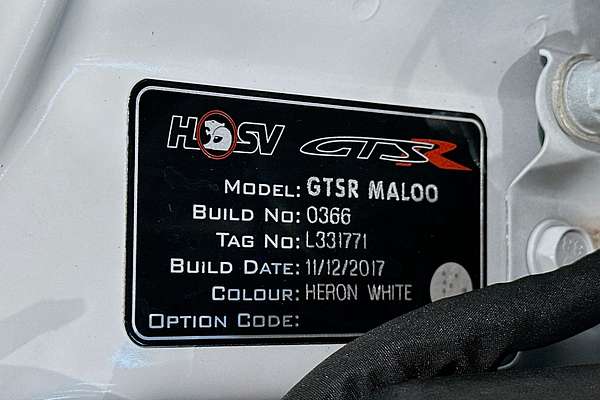 HSV GTSR
MODEL: GTSR MALOO
BUILD NO: 0366
TAG NO: L331771
BUILD DATE: 11/12/2017
COLOUR: HERON WHITE
OPTION CODE: